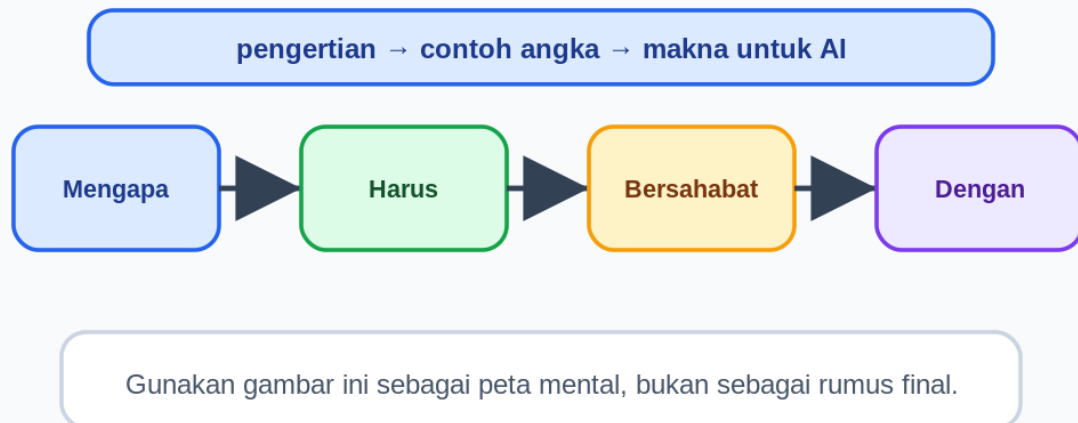 pengertian → contoh angka → makna untuk AI
Mengapa
Harus
Bersahabat
Dengan
Gunakan gambar ini sebagai peta mental, bukan sebagai rumus final.